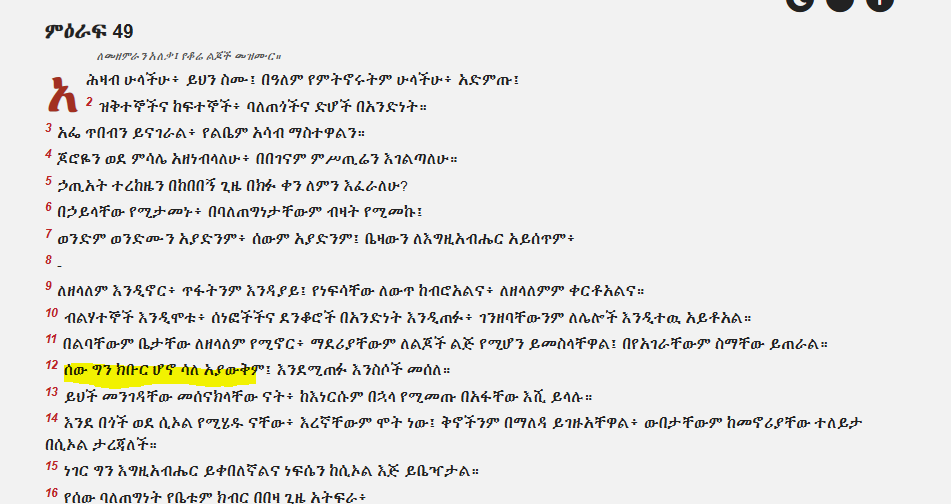 ምዕራፍ 49
ለመዘምራን አለቃ፤ የቆሬ ልጆች መዝሙር።
አሕዛብ ሁላችሁ፥ ይህን ስሙ፤ በዓለም የምትኖሩትም ሁላችሁ፥ አድምጡ፤
2 ዝቅተኞችና ከፍተኞች፥ ባለጠጎችና ድሆች በአንድነት።
3 አፌ ጥበብን ይናገራል፥ የልቤም አሳብ ማስተዋልን።
4 ጆሮዬን ወደ ምሳሌ አዘነብላለሁ፥ በበገናም ምሥጢሬን እገልጣለሁ።
5 ኃጢአት ተረከዜን በከበበኝ ጊዜ በክፉ ቀን ለምን እፈራለሁ?
6 በኃይላቸው የሚታመኑ፥ በባለጠግነታቸውም ብዛት የሚመኩ፤
7 ወንድም ወንድሙን አያድንም፥ ሰውም አያድንም፤ ቤዛውን ለእግዚአብሔር አይሰጥም፥
8 -
9 ለዘላለም እንዲኖር፥ ጥፋትንም እንዳያይ፤ የነፍሳቸው ለውጥ ከብሮአልና፥ ለዘላለምም ቀርቶአልና።
10 ብልሃተኞች እንዲሞቱ፥ ሰነፎችችና ደንቆሮች በአንድነት እንዲጠፉ፥ ገንዘባቸውንም ለሌሎች እንዲተዉ አይቶአል።
11 በልባቸውም ቤታቸው ለዘላለም የሚኖር፥ ማደሪያቸውም ለልጆች ልጅ የሚሆን ይመስላቸዋል፤ በየአገራቸውም ስማቸው ይጠራል።
12 ሰው ግን ክቡር ሆኖ ሳለ አያውቅም፤ እንደሚጠፉ እንስሶች መሰለ።
13 ይህች መንገዳቸው መሰናክላቸው ናት፥ ከእነርሱም በኋላ የሚመጡ በአፋቸው እሺ ይላሉ።
14 እንደ በጎች ወደ ሲኦል የሚሄዱ ናቸው፥ እረኛቸውም ሞት ነው፤ ቅኖችንም በማለዳ ይገዙአቸዋል፥ ውበታቸውም ከመኖሪያቸው ተለይታ
በሲኦል ታረጃለች።
15 ነገር ግን እግዚአብሔር ይቀበለኛልና ነፍሴን ከሲኦል እጅ ይቤዣታል።
16 የሰው ባለጠግነት የቤቱም ክብር በበዛ ጊዜ አትፍራ፥